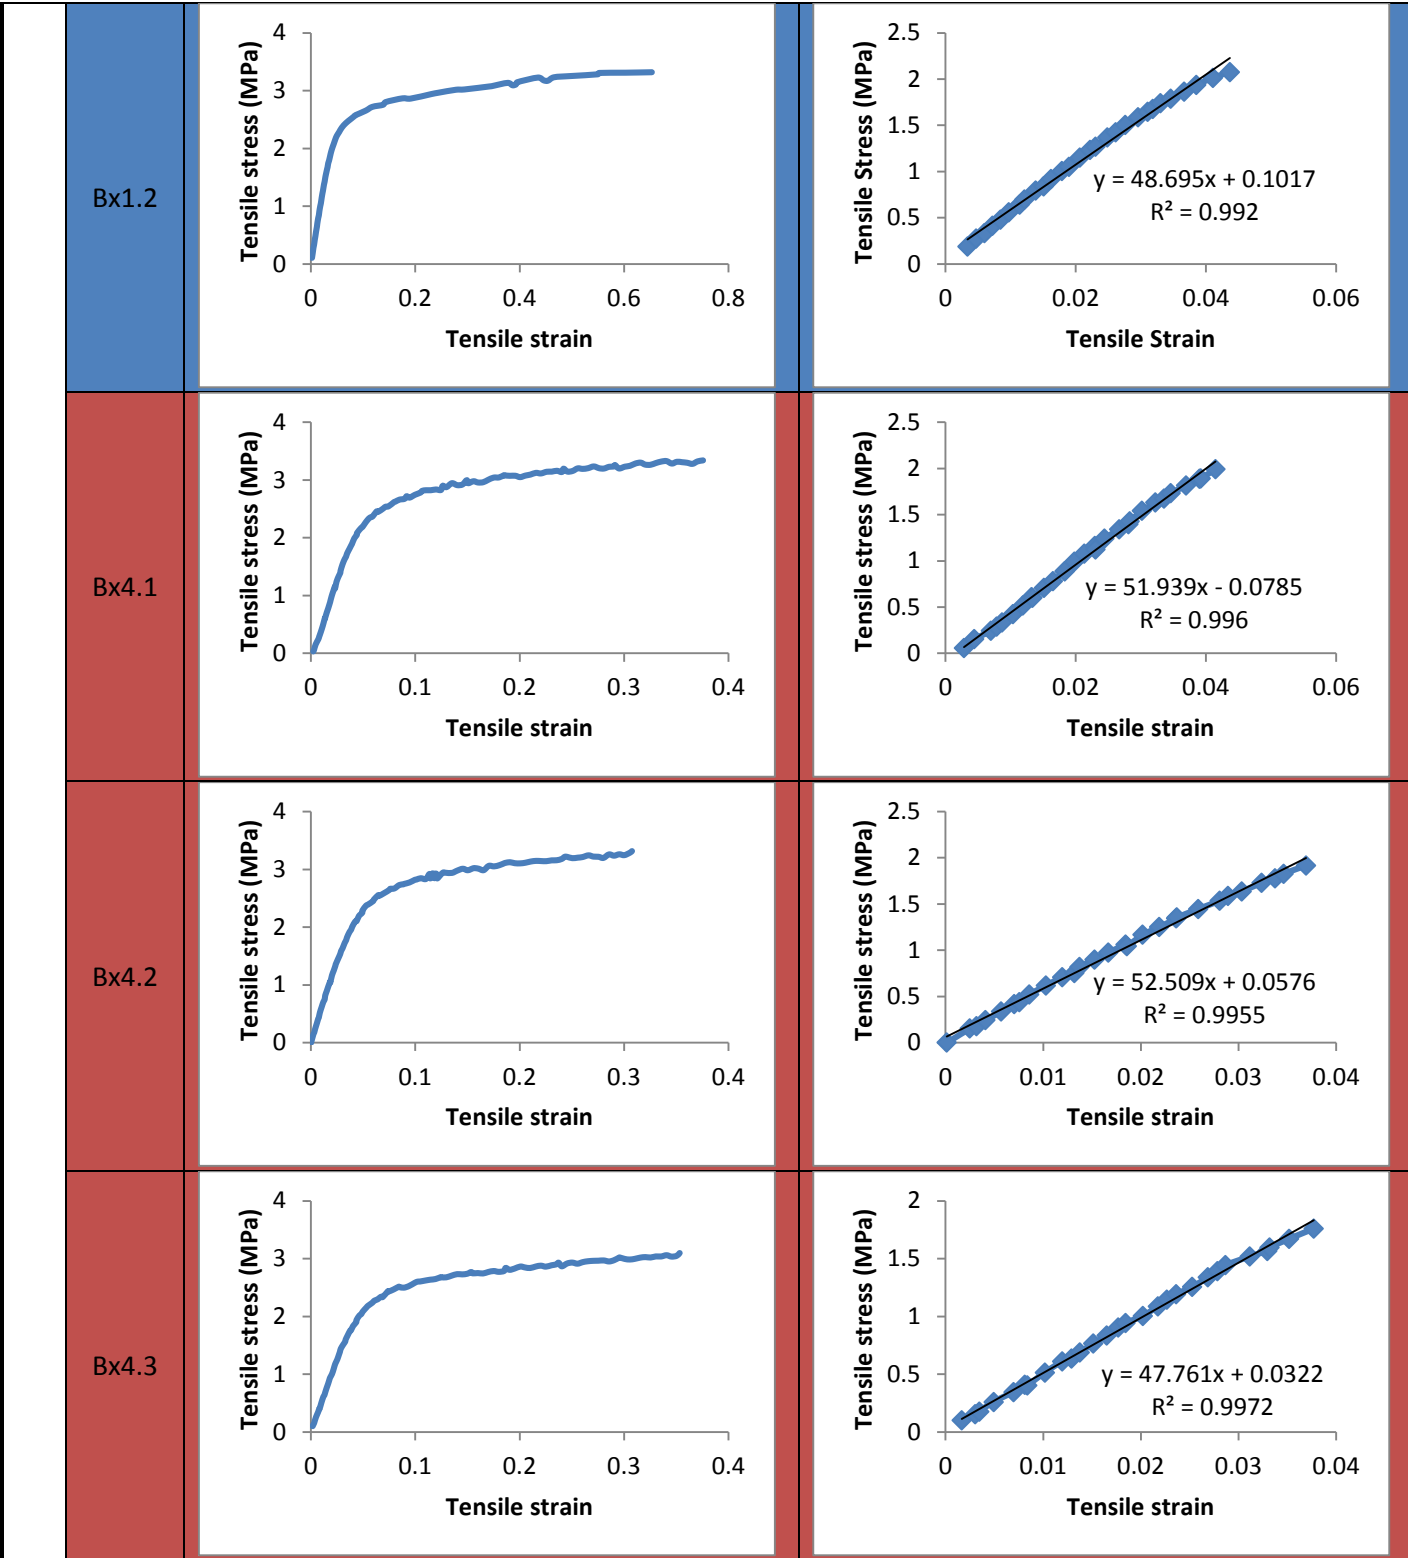 Bx1.2
Tensile stress (MPa)
4
3
2
1
0
0 0.2 0.4 0.6 0.8
Tensile strain
Tensile Stress (MPa)
2.5
2
1.5
1
0.5
0
y = 48.695x + 0.1017
R² = 0.992
0 0.02 0.04 0.06
Tensile Strain
Bx4.1
Tensile stress (MPa)
4
3
2
1
0
0 0.1 0.2 0.3 0.4
Tensile strain
Tensile stress (MPa)
2.5
2
1.5
1
0.5
0
y = 51.939x - 0.0785
R² = 0.996
0 0.02 0.04 0.06
Tensile strain
Bx4.2
Tensile stress (MPa)
4
3
2
1
0
0 0.1 0.2 0.3 0.4
Tensile strain
Tensile stress (MPa)
2.5
2
1.5
1
0.5
0
y = 52.509x + 0.0576
R² = 0.9955
0 0.01 0.02 0.03 0.04
Tensile strain
Bx4.3
Tensile stress (MPa)
4
3
2
1
0
0 0.1 0.2 0.3 0.4
Tensile strain
Tensile stress (MPa)
2
1.5
1
0.5
0
y = 47.761x + 0.0322
R² = 0.9972
0 0.01 0.02 0.03 0.04
Tensile strain